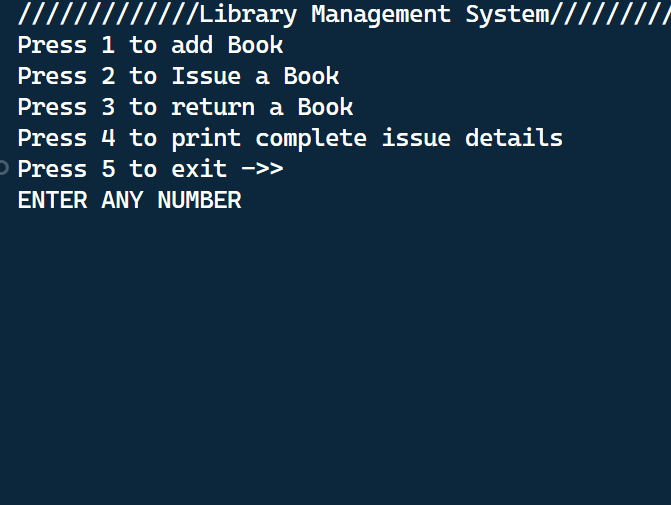 /////////////Library Management System/////////
Press 1 to add Book
Press 2 to Issue a Book
Press 3 to return a Book
Press 4 to print complete issue details
Press 5 to exit ->>
ENTER ANY NUMBER